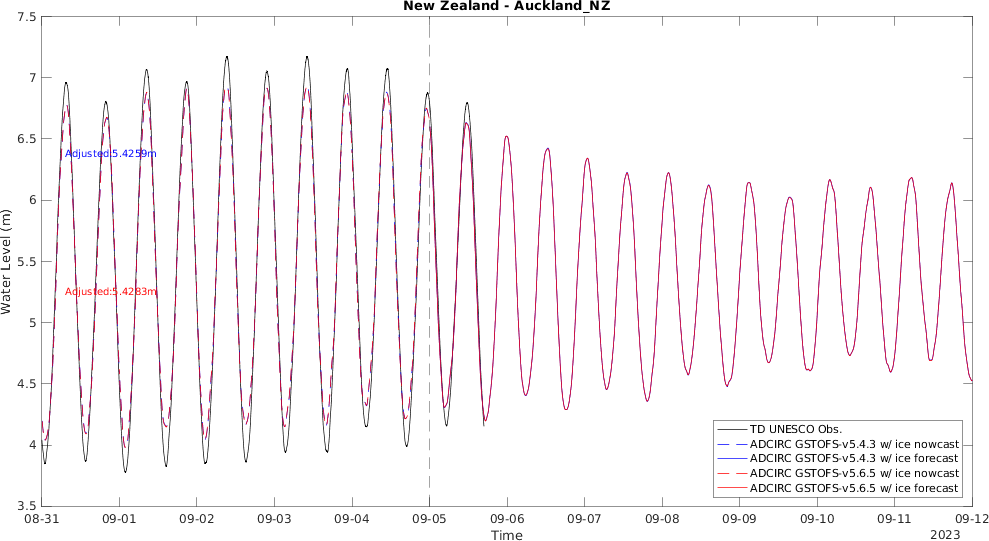 New Zealand - Auckland_NZ
7.5
7
6.5
6
5.5
5
4.5
4
3.5
Water Level (m)
Adjusted:5.4259m
Adjusted:5.4283m
TD UNESCO Obs.
ADCIRC GSTOFS-v5.4.3 w/ ice nowcast
ADCIRC GSTOFS-v5.4.3 w/ ice forecast
ADCIRC GSTOFS-v5.6.5 w/ ice nowcast
ADCIRC GSTOFS-v5.6.5 w/ ice forecast
08-31 09-01 09-02 09-03 09-04 09-05 09-06 09-07 09-08 09-09 09-10 09-11 09-12
Time
2023